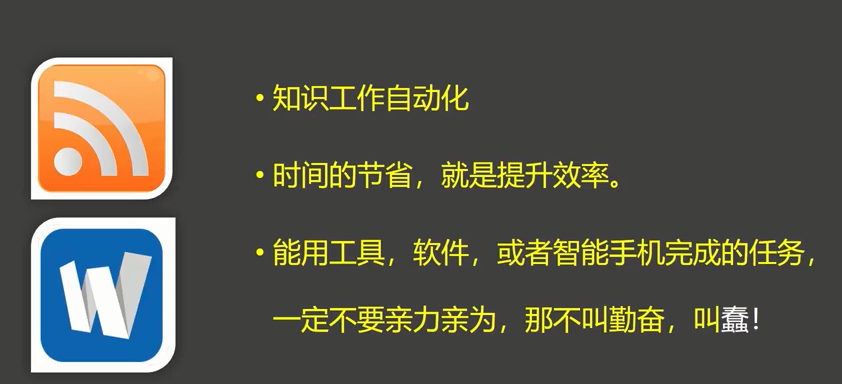 • 知识工作自动化
• 时间的节省，就是提升效率。
• 能用工具，软件，或者智能手机完成的任务，
一定不要亲力亲为，那不叫勤奋，叫蠢！
W